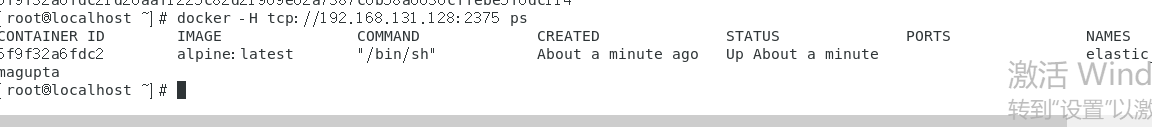 [root@localhost ~]# docker -H tcp://192.168.131.128:2375 ps
CONTAINER ID IMAGE COMMAND CREATED STATUS PORTS NAMES
5f9f32a6fdc2 alpine:latest "/bin/sh" About a minute ago Up About a minute elastic_
magupta
[root@localhost ~]#
激活 Wind
转到"设置"以激